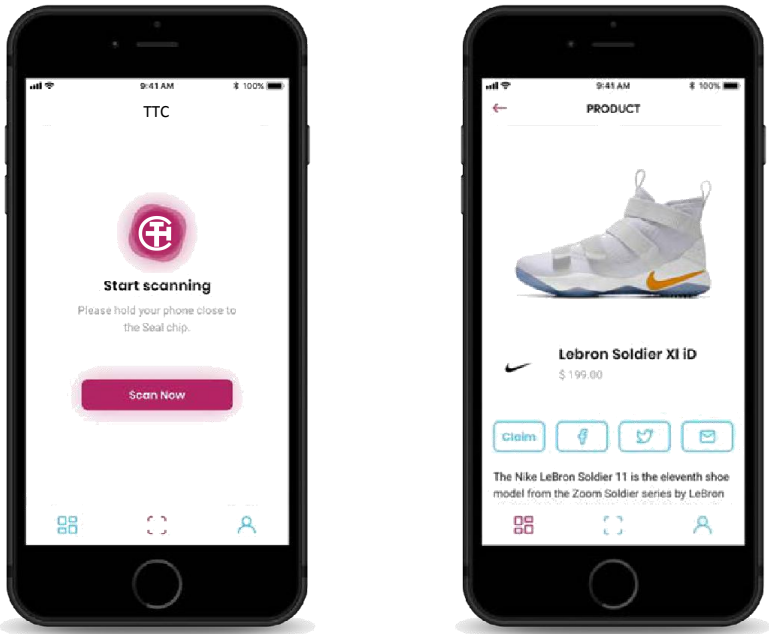 9:41 AM
100%
TTC
Start scanning
Please hold your phone close to
the Seal chip.
Scan Now
9:41 AM
100%
PRODUCT
Lebron Soldier XI iD
$ 199.00
Claim
The Nike LeBron Soldier 11 is the eleventh shoe
model from the Zoom Soldier series by LeBron